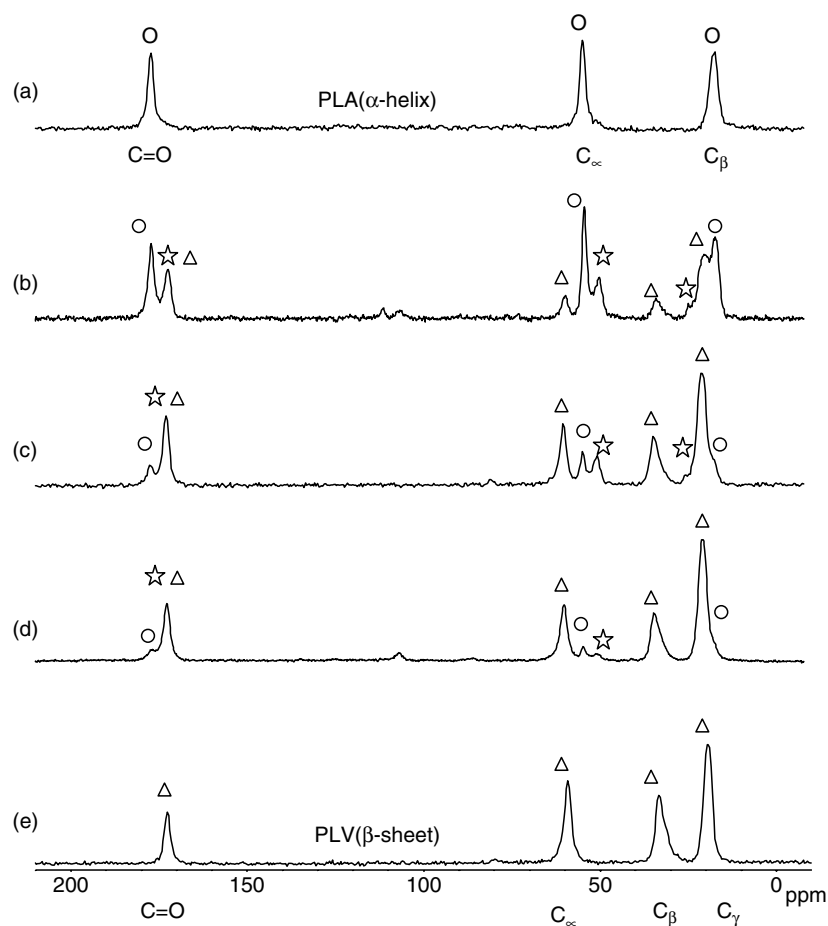 O O O
(a)
PLA(α-helix)
C=O C∝ Cβ
(b)
(c)
(d)
(e)
PLV(β-sheet)
200 150 100 50 0 ppm
C=O C∝ Cβ Cγ